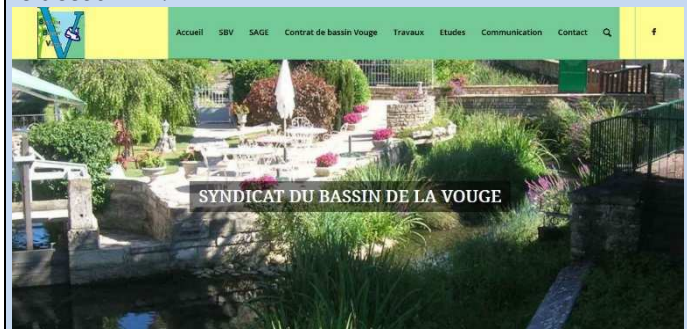 Accueil SBV SAGE Contrat de bassin Vouge Travaux Etudes Communication Contact f
SYNDICAT DU BASSIN DE LA VOUGE